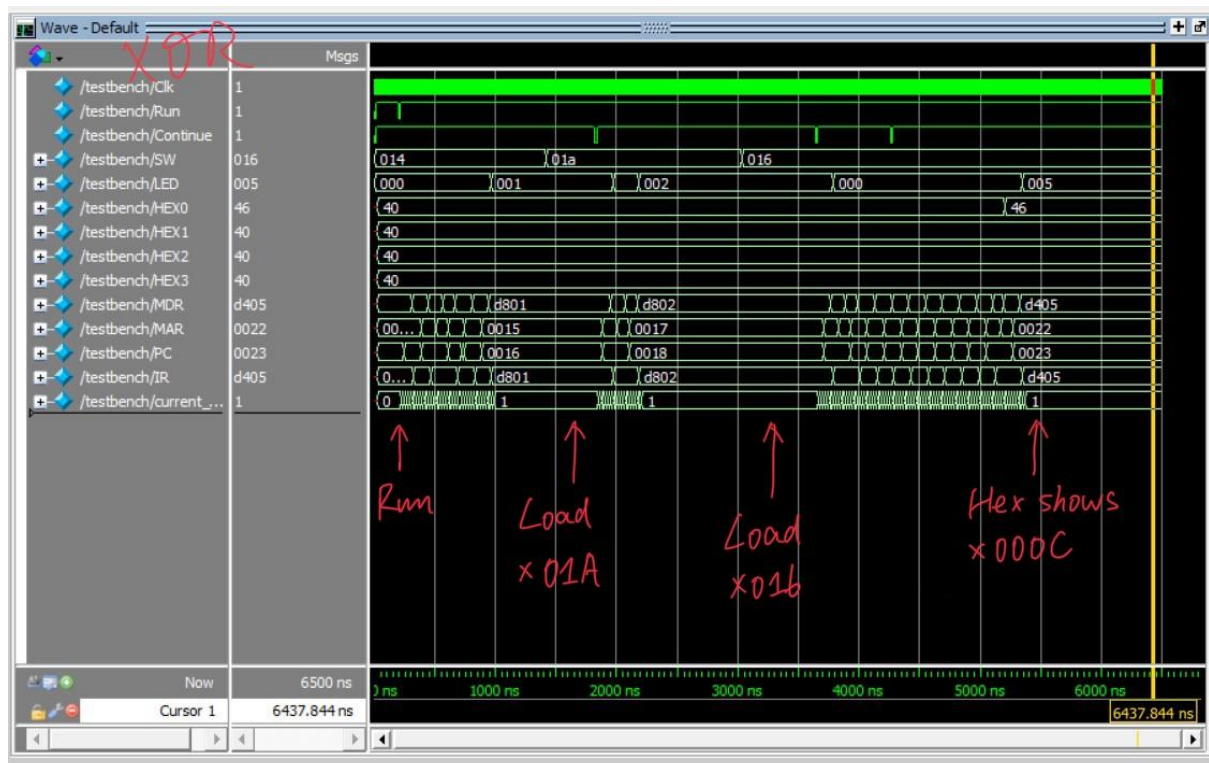 Wave - Default
XOR
Msgs
/testbench/Clk 1
/testbench/Run 1
/testbench/Continue 1
/testbench/SW 016 014 01a 016
/testbench/LED 005 000 001 002 000 005
/testbench/HEX0 46 40 46
/testbench/HEX1 40 40
/testbench/HEX2 40 40
/testbench/HEX3 40 40
/testbench/MDR d405 d801 d802 d405
/testbench/MAR 0022 00... 0015 0017 0022
/testbench/PC 0023 0016 0018 0023
/testbench/IR d405 0... d801 d802 d405
/testbench/current_... 1 0 1 1 1
Run
Load
x01A
Load
x016
Hex shows
x000C
Now 6500 ns
) ns 1000 ns 2000 ns 3000 ns 4000 ns 5000 ns 6000 ns
Cursor 1 6437.844 ns 6437.844 ns